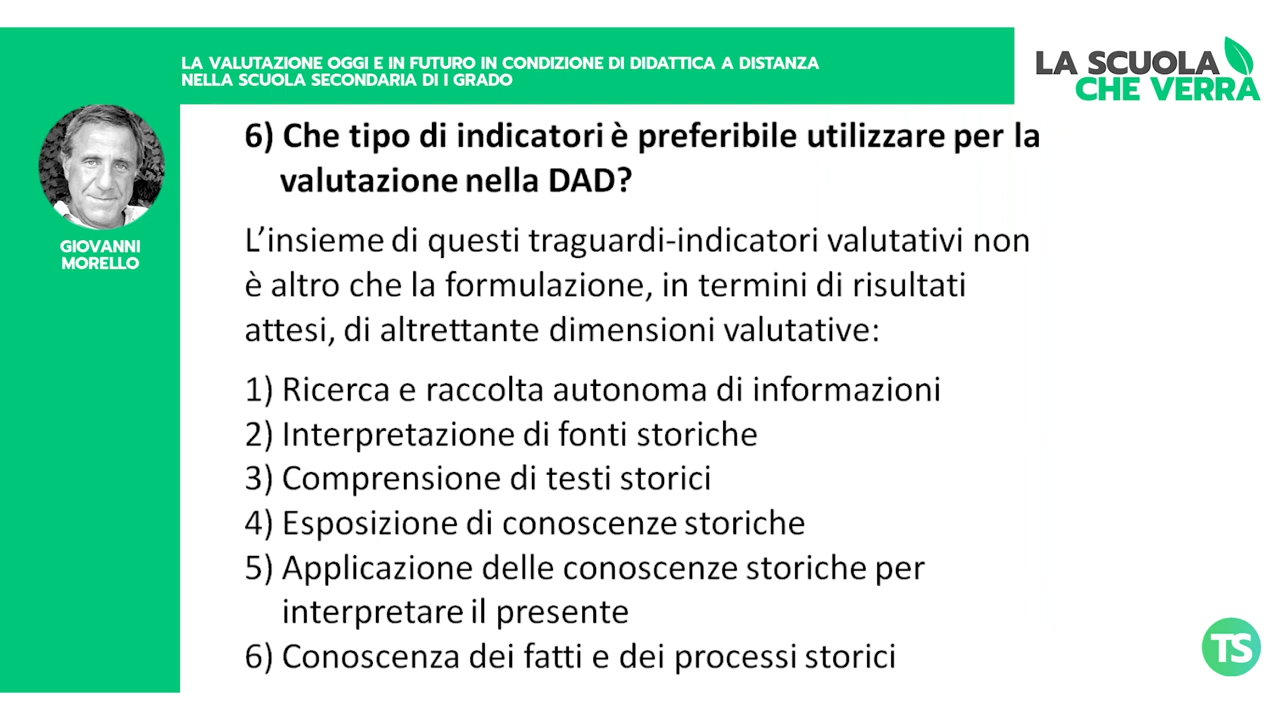 LA VALUTAZIONE OGGI E IN FUTURO IN CONDIZIONE DI DIDATTICA A DISTANZA
NELLA SCUOLA SECONDARIA DI I GRADO
LA SCUOLA
CHE VERRÀ
GIOVANNI
MORELLO
6) Che tipo di indicatori è preferibile utilizzare per la
valutazione nella DAD?
L’insieme di questi traguardi-indicatori valutativi non
è altro che la formulazione, in termini di risultati
attesi, di altrettante dimensioni valutative:
1) Ricerca e raccolta autonoma di informazioni
2) Interpretazione di fonti storiche
3) Comprensione di testi storici
4) Esposizione di conoscenze storiche
5) Applicazione delle conoscenze storiche per
interpretare il presente
6) Conoscenza dei fatti e dei processi storici
TS